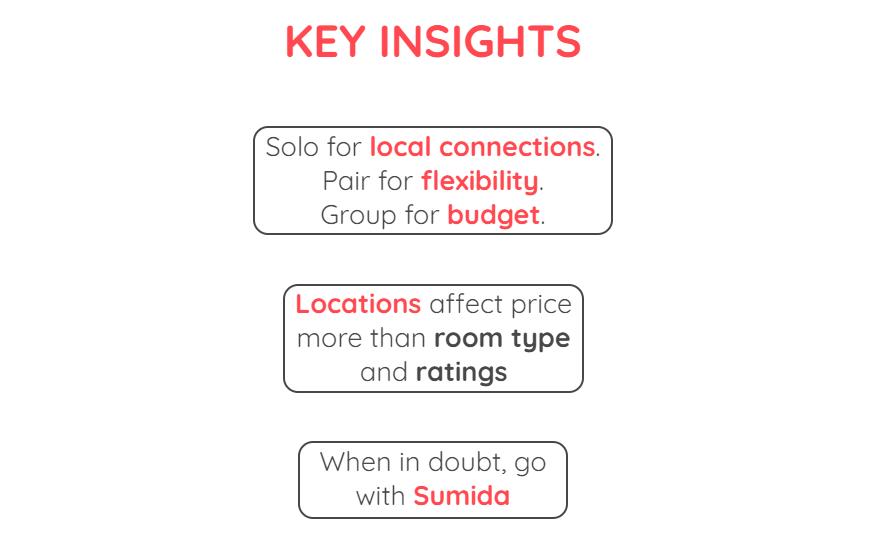 KEY INSIGHTS
Solo for local connections.
Pair for flexibility.
Group for budget.
Locations affect price
more than room type
and ratings
When in doubt, go
with Sumida